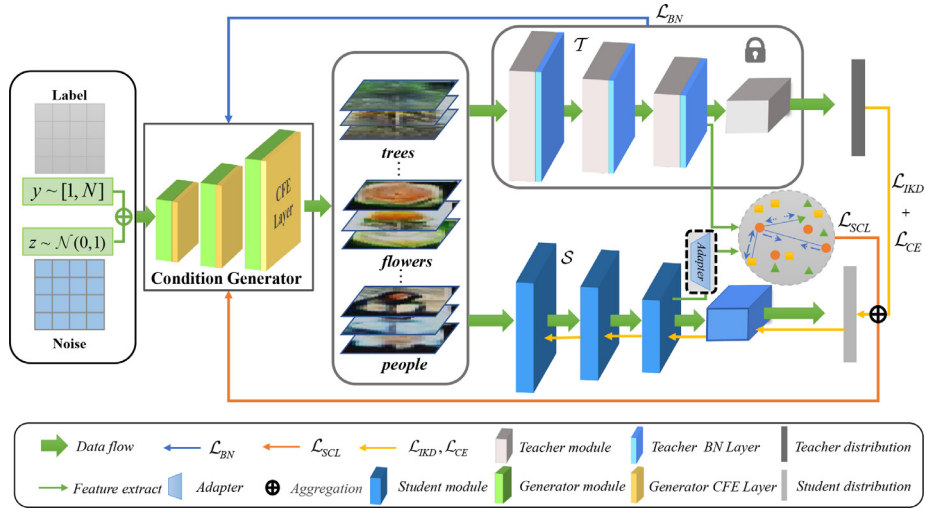 ℒ_BN
𝒯
Label
y ~ [1, N]
z ~ 𝒩(0,1)
Noise
CFE
Layer
Condition Generator
trees
flowers
people
𝒮
Adapter
ℒ_SCL
ℒ_IKD
+
ℒ_CE
Data flow
ℒ_BN
ℒ_SCL
ℒ_IKD, ℒ_CE
Teacher module
Teacher BN Layer
Teacher distribution
Feature extract
Adapter
Aggregation
Student module
Generator module
Generator CFE Layer
Student distribution